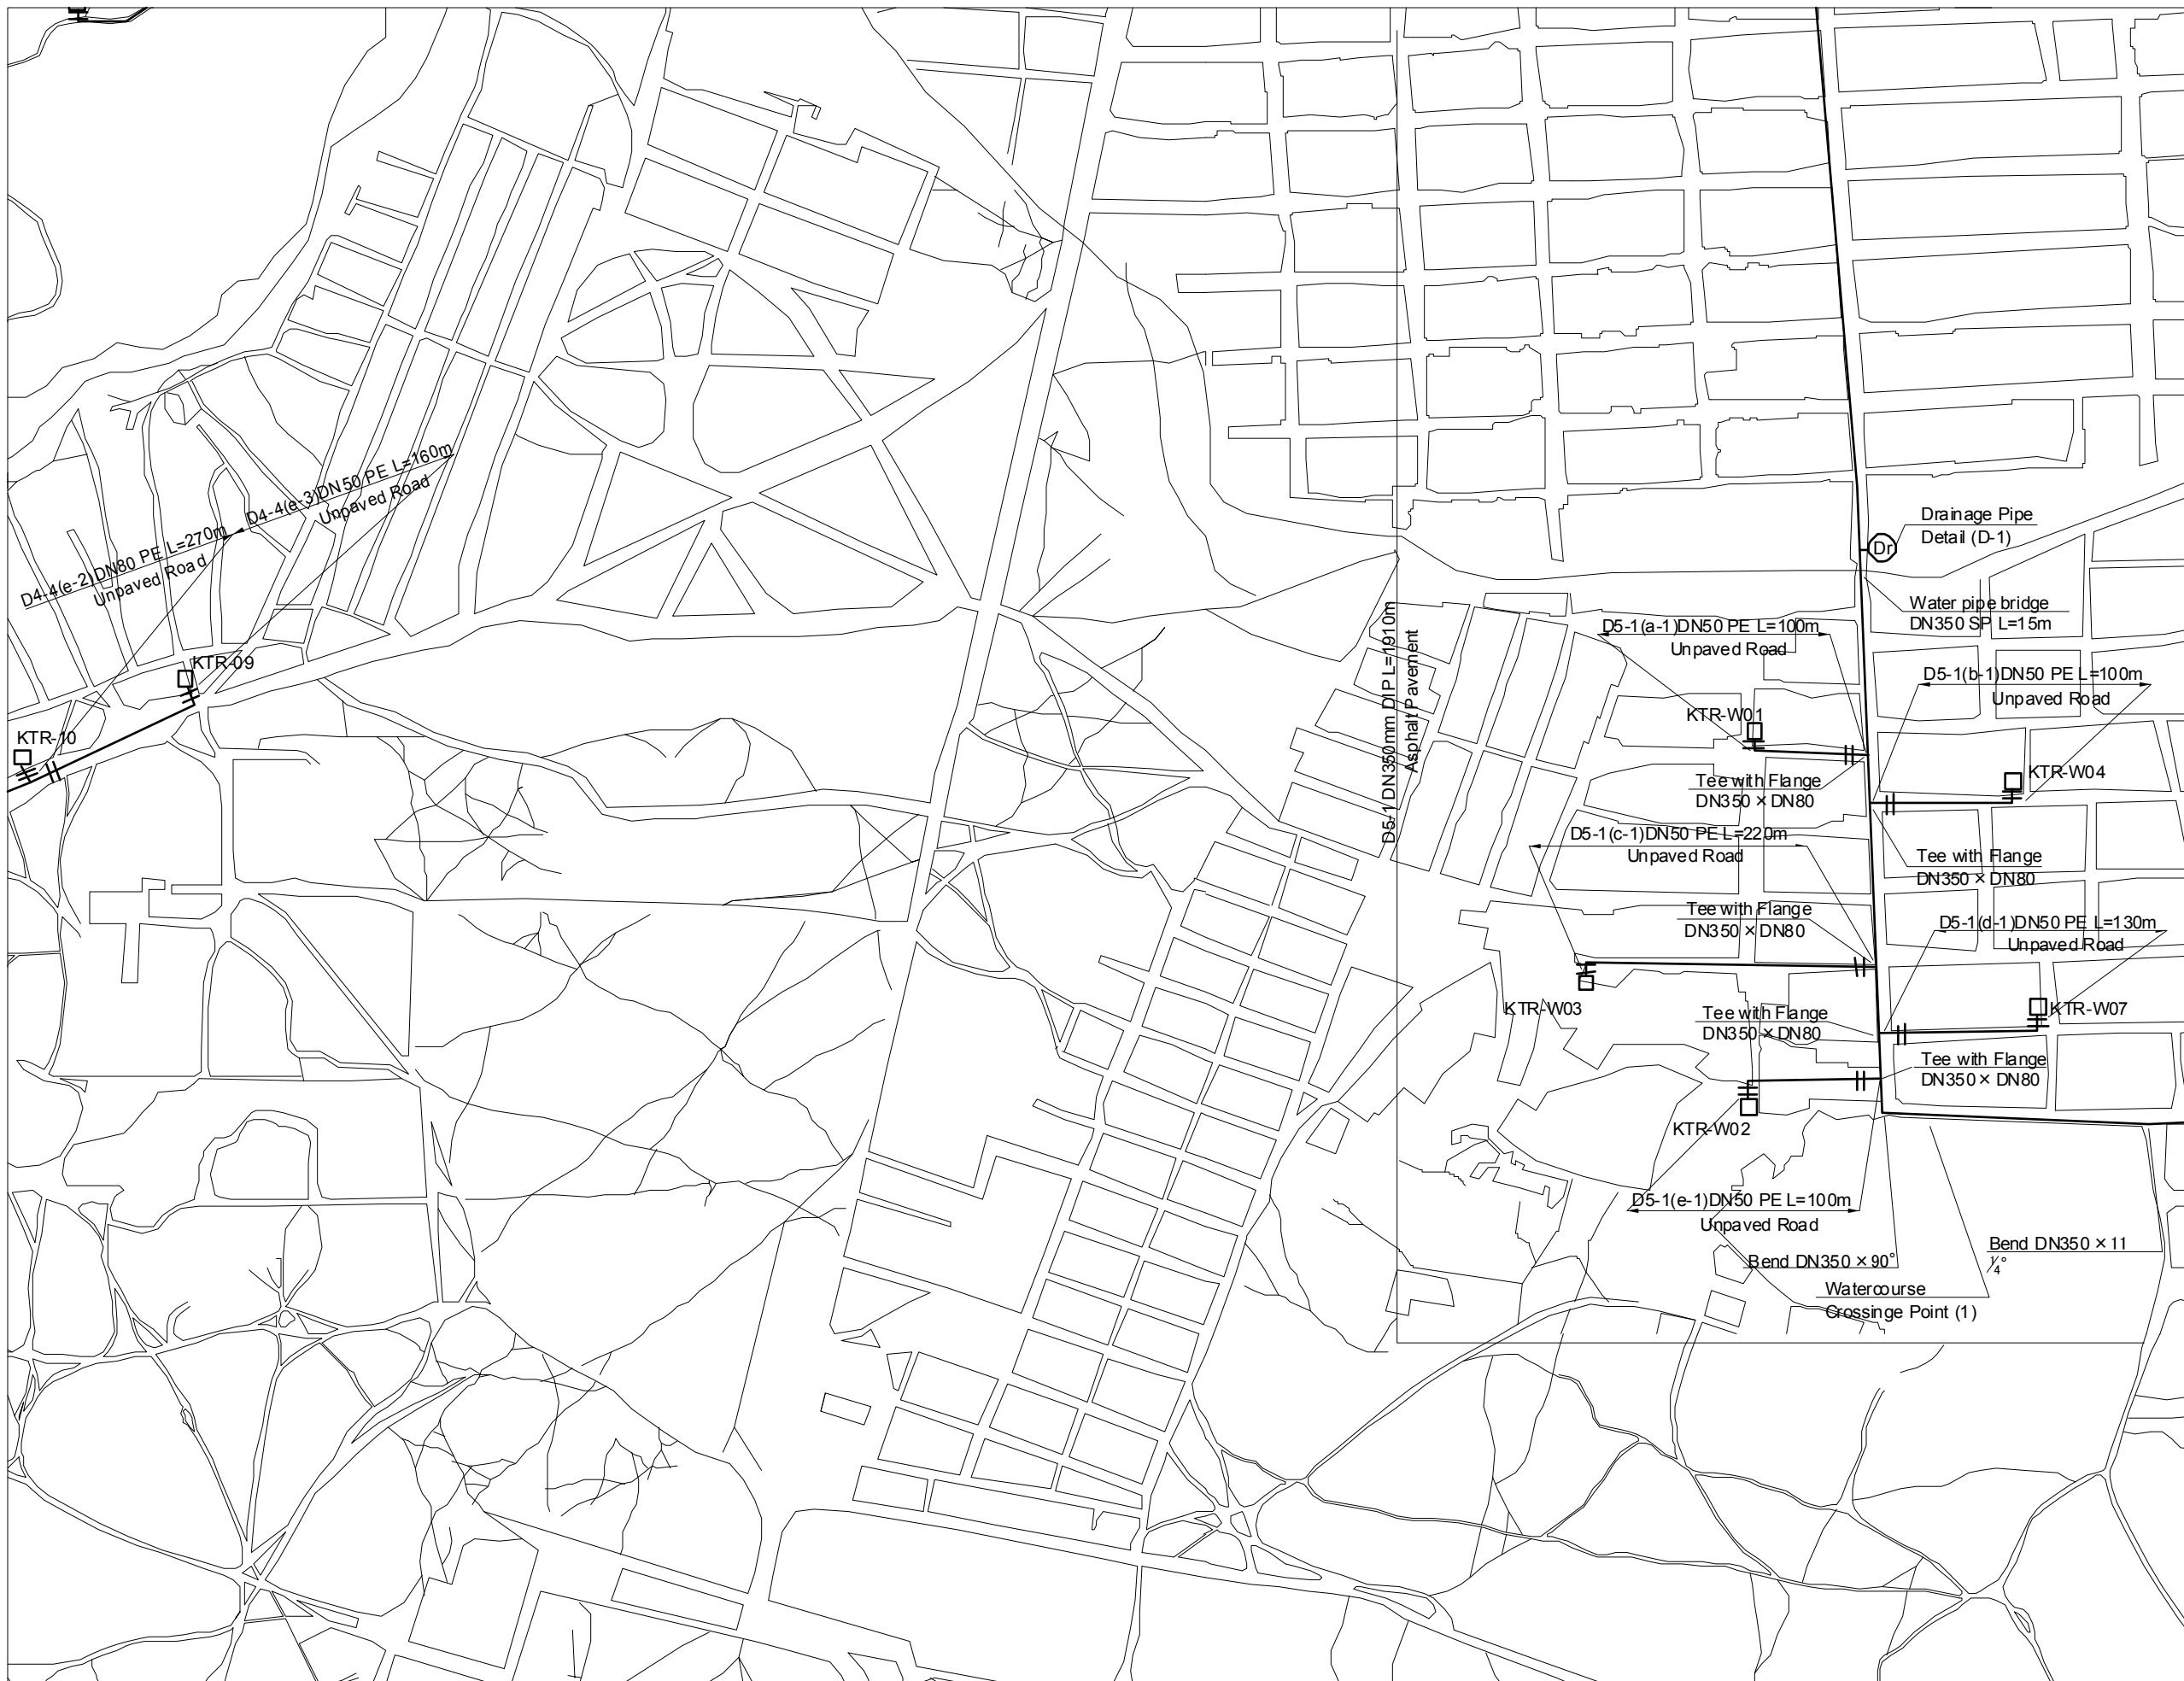 D4-4(e-3)DN50 PE L=160m
Unpaved Road
D4-4(e-2)DN80 PE L=270m
Unpaved Road
KTR-09
KTR-10
Drainage Pipe
Detail (D-1)
Dr
Water pipe bridge
DN350 SP L=15m
D5-1 DN350mm DIP L=1910m
Asphalt Pavement
D5-1(a-1)DN50 PE L=100m
Unpaved Road
D5-1(b-1)DN50 PE L=100m
Unpaved Road
KTR-W01
KTR-W04
Tee with Flange
DN350 × DN80
D5-1(c-1)DN50 PE L=220m
Unpaved Road
Tee with Flange
DN350 × DN80
Tee with Flange
DN350 × DN80
D5-1(d-1)DN50 PE L=130m
Unpaved Road
KTR-W03
KTR-W07
Tee with Flange
DN350 × DN80
Tee with Flange
DN350 × DN80
KTR-W02
D5-1(e-1)DN50 PE L=100m
Unpaved Road
Bend DN350 × 90°
Bend DN350 × 11
¼°
Watercourse
Crossinge Point (1)